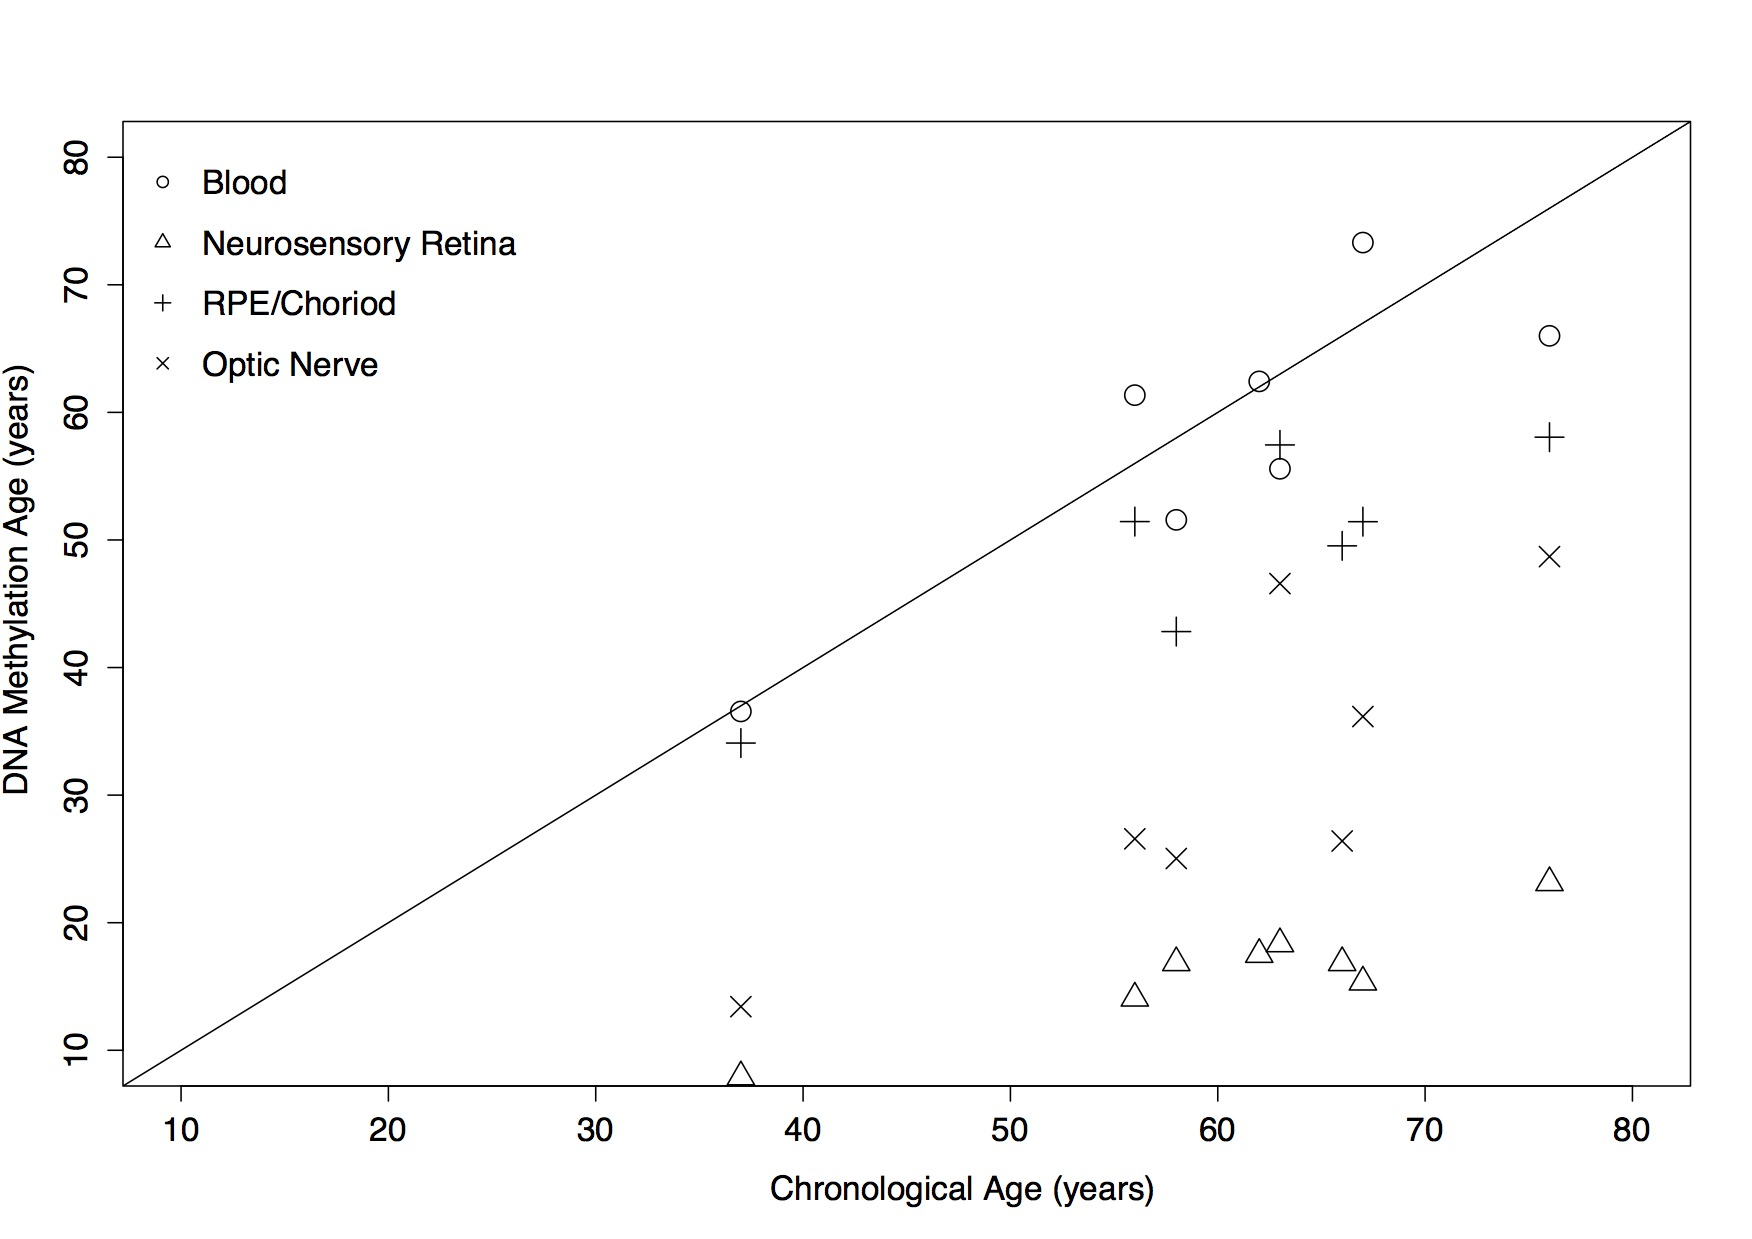 Blood
Neurosensory Retina
RPE/Choriod
Optic Nerve
DNA Methylation Age (years)
80
70
60
50
40
30
20
10
10 20 30 40 50 60 70 80
Chronological Age (years)